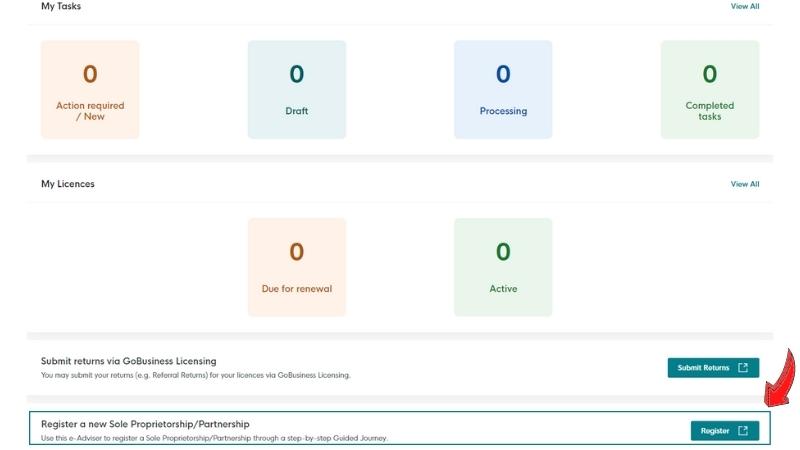 My Tasks View All
0 0 0 0
Action required / New Draft Processing Completed tasks
My Licences View All
0 0
Due for renewal Active
Submit returns via GoBusiness Licensing
You may submit your returns (e.g. Referral Returns) for your licences via GoBusiness Licensing.
Submit Returns
Register a new Sole Proprietorship/Partnership
Use this e-Adviser to register a Sole Proprietorship/Partnership through a step-by-step Guided Journey.
Register